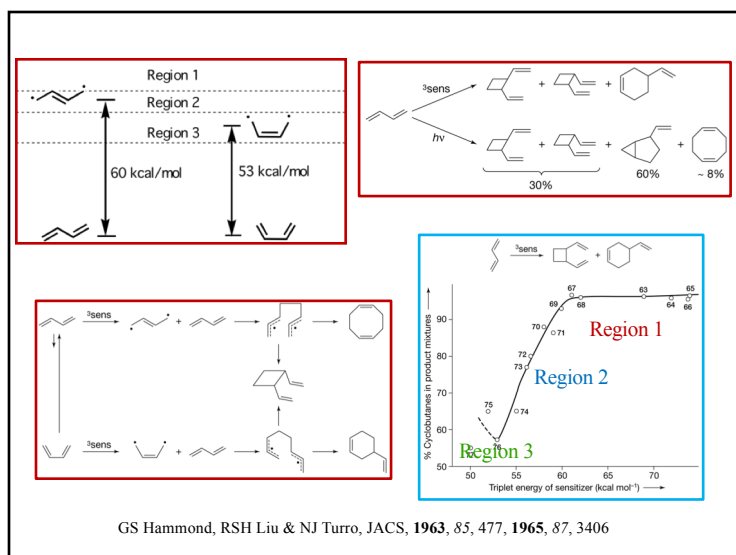 Region 1
Region 2
Region 3
60 kcal/mol
53 kcal/mol
³sens
+
+
hν
+
+
+
30%
60%
~ 8%
³sens
+
³sens
+
³sens
+
% Cyclobutanes in product mixtures
90
80
70
60
50
67
63
65
69
68
64
66
70
71
Region 1
72
73
Region 2
75
74
76
Region 3
50
55
60
70
Triplet energy of sensitizer (kcal mol⁻¹)
GS Hammond, RSH Liu & NJ Turro, JACS, 1963, 85, 477, 1965, 87, 3406